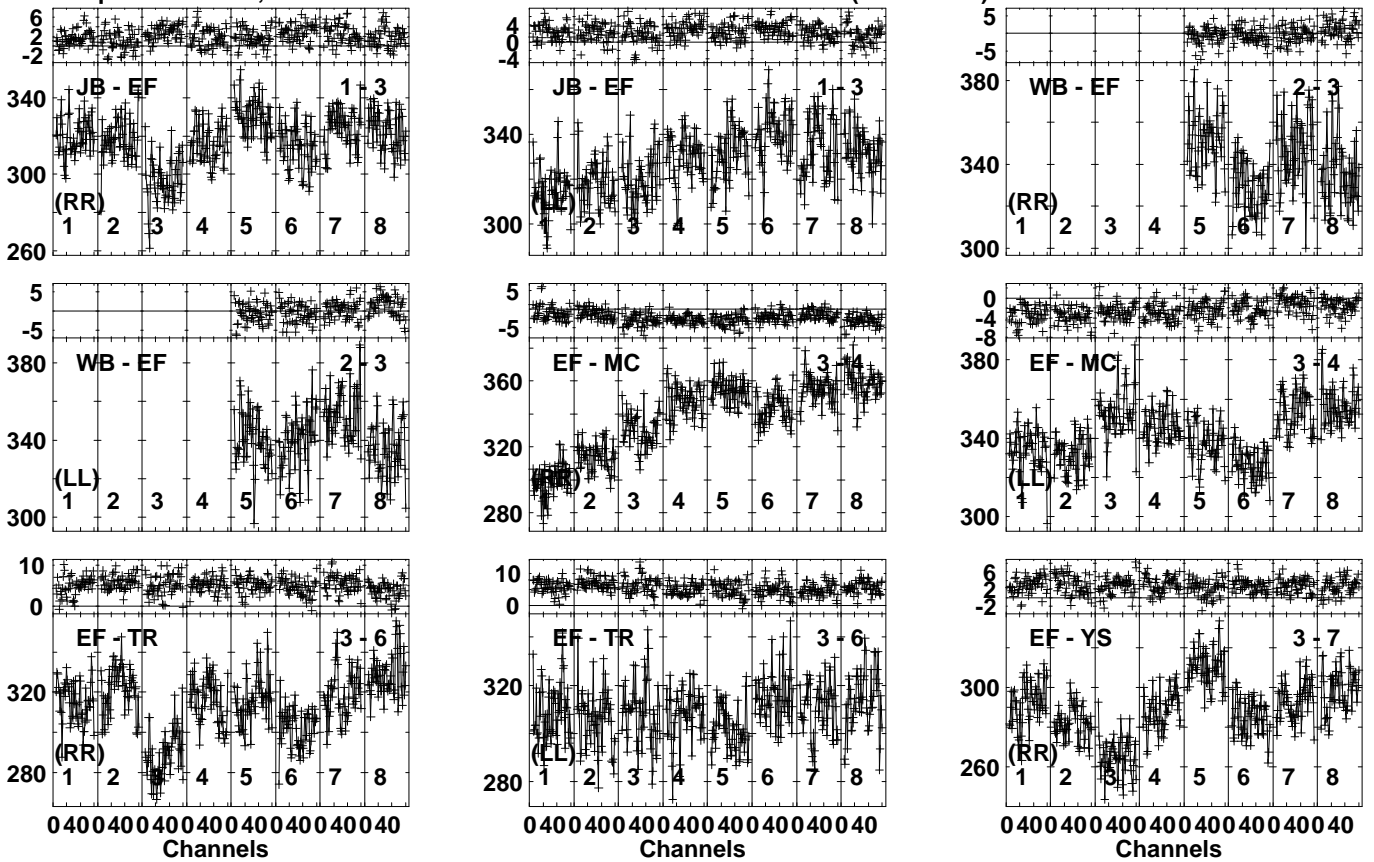 6 2 -2 4 0 -4 5 -5
JB - EF 1 - 3 JB - EF 1 - 3 WB - EF 2 - 3
340 300 260 340 300 380 340 300
(RR) (LL) (RR)
1 2 3 4 5 6 7 8 1 2 3 4 5 6 7 8 1 2 3 4 5 6 7 8
5 -5 5 -5 0 -4 -8
WB - EF 2 - 3 EF - MC 3 - 4 EF - MC 3 - 4
380 340 300 360 320 280 380 340 300
(LL) (RR) (LL)
1 2 3 4 5 6 7 8 2 3 4 5 6 7 8 1 2 3 4 5 6 7 8
10 0 10 0 6 2 -2
EF - TR 3 - 6 EF - TR 3 - 6 EF - YS 3 - 7
320 280 320 280 300 260
(RR) (LL) (RR)
1 2 3 4 5 6 7 8 1 2 3 4 5 6 7 8 1 2 3 4 5 6 7 8
0 40 0 40 0 40 0 40 0 40 0 40 0 40 0 40 0 40 0 40 0 40 0 40 0 40 0 40 0 40 0 40 0 40 0 40 0 40 0 40 0 40 0 40 0 40 0 40
Channels Channels Channels